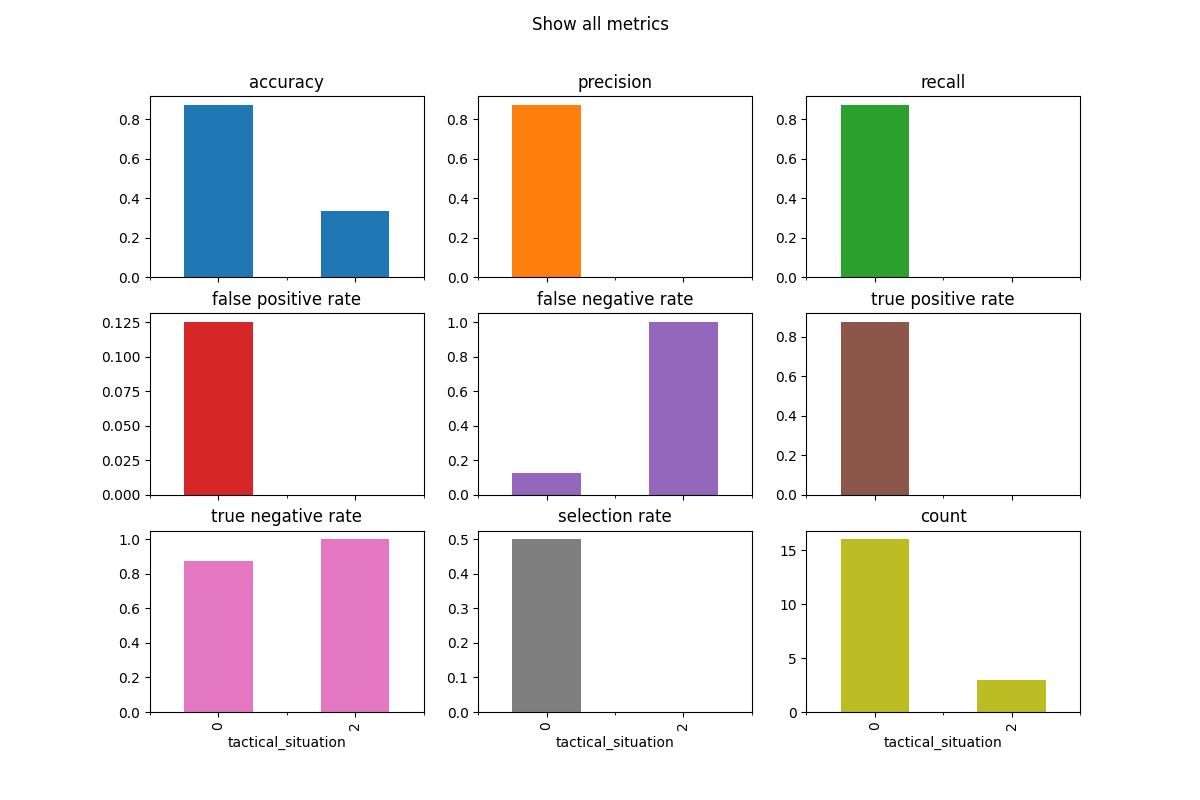 Show all metrics
accuracy precision recall
0.8 0.8 0.8
0.6 0.6 0.6
0.4 0.4 0.4
0.2 0.2 0.2
0.0 0.0 0.0
false positive rate false negative rate true positive rate
0.125 1.0 0.8
0.100 0.8 0.6
0.075 0.6 0.4
0.050 0.4 0.2
0.025 0.2 0.0
0.000 0.0
true negative rate selection rate count
1.0 0.5 15
0.8 0.4 10
0.6 0.3 5
0.4 0.2 0
0.2 0.1
0.0 0.0
0 2 0 2 0 2
tactical_situation tactical_situation tactical_situation